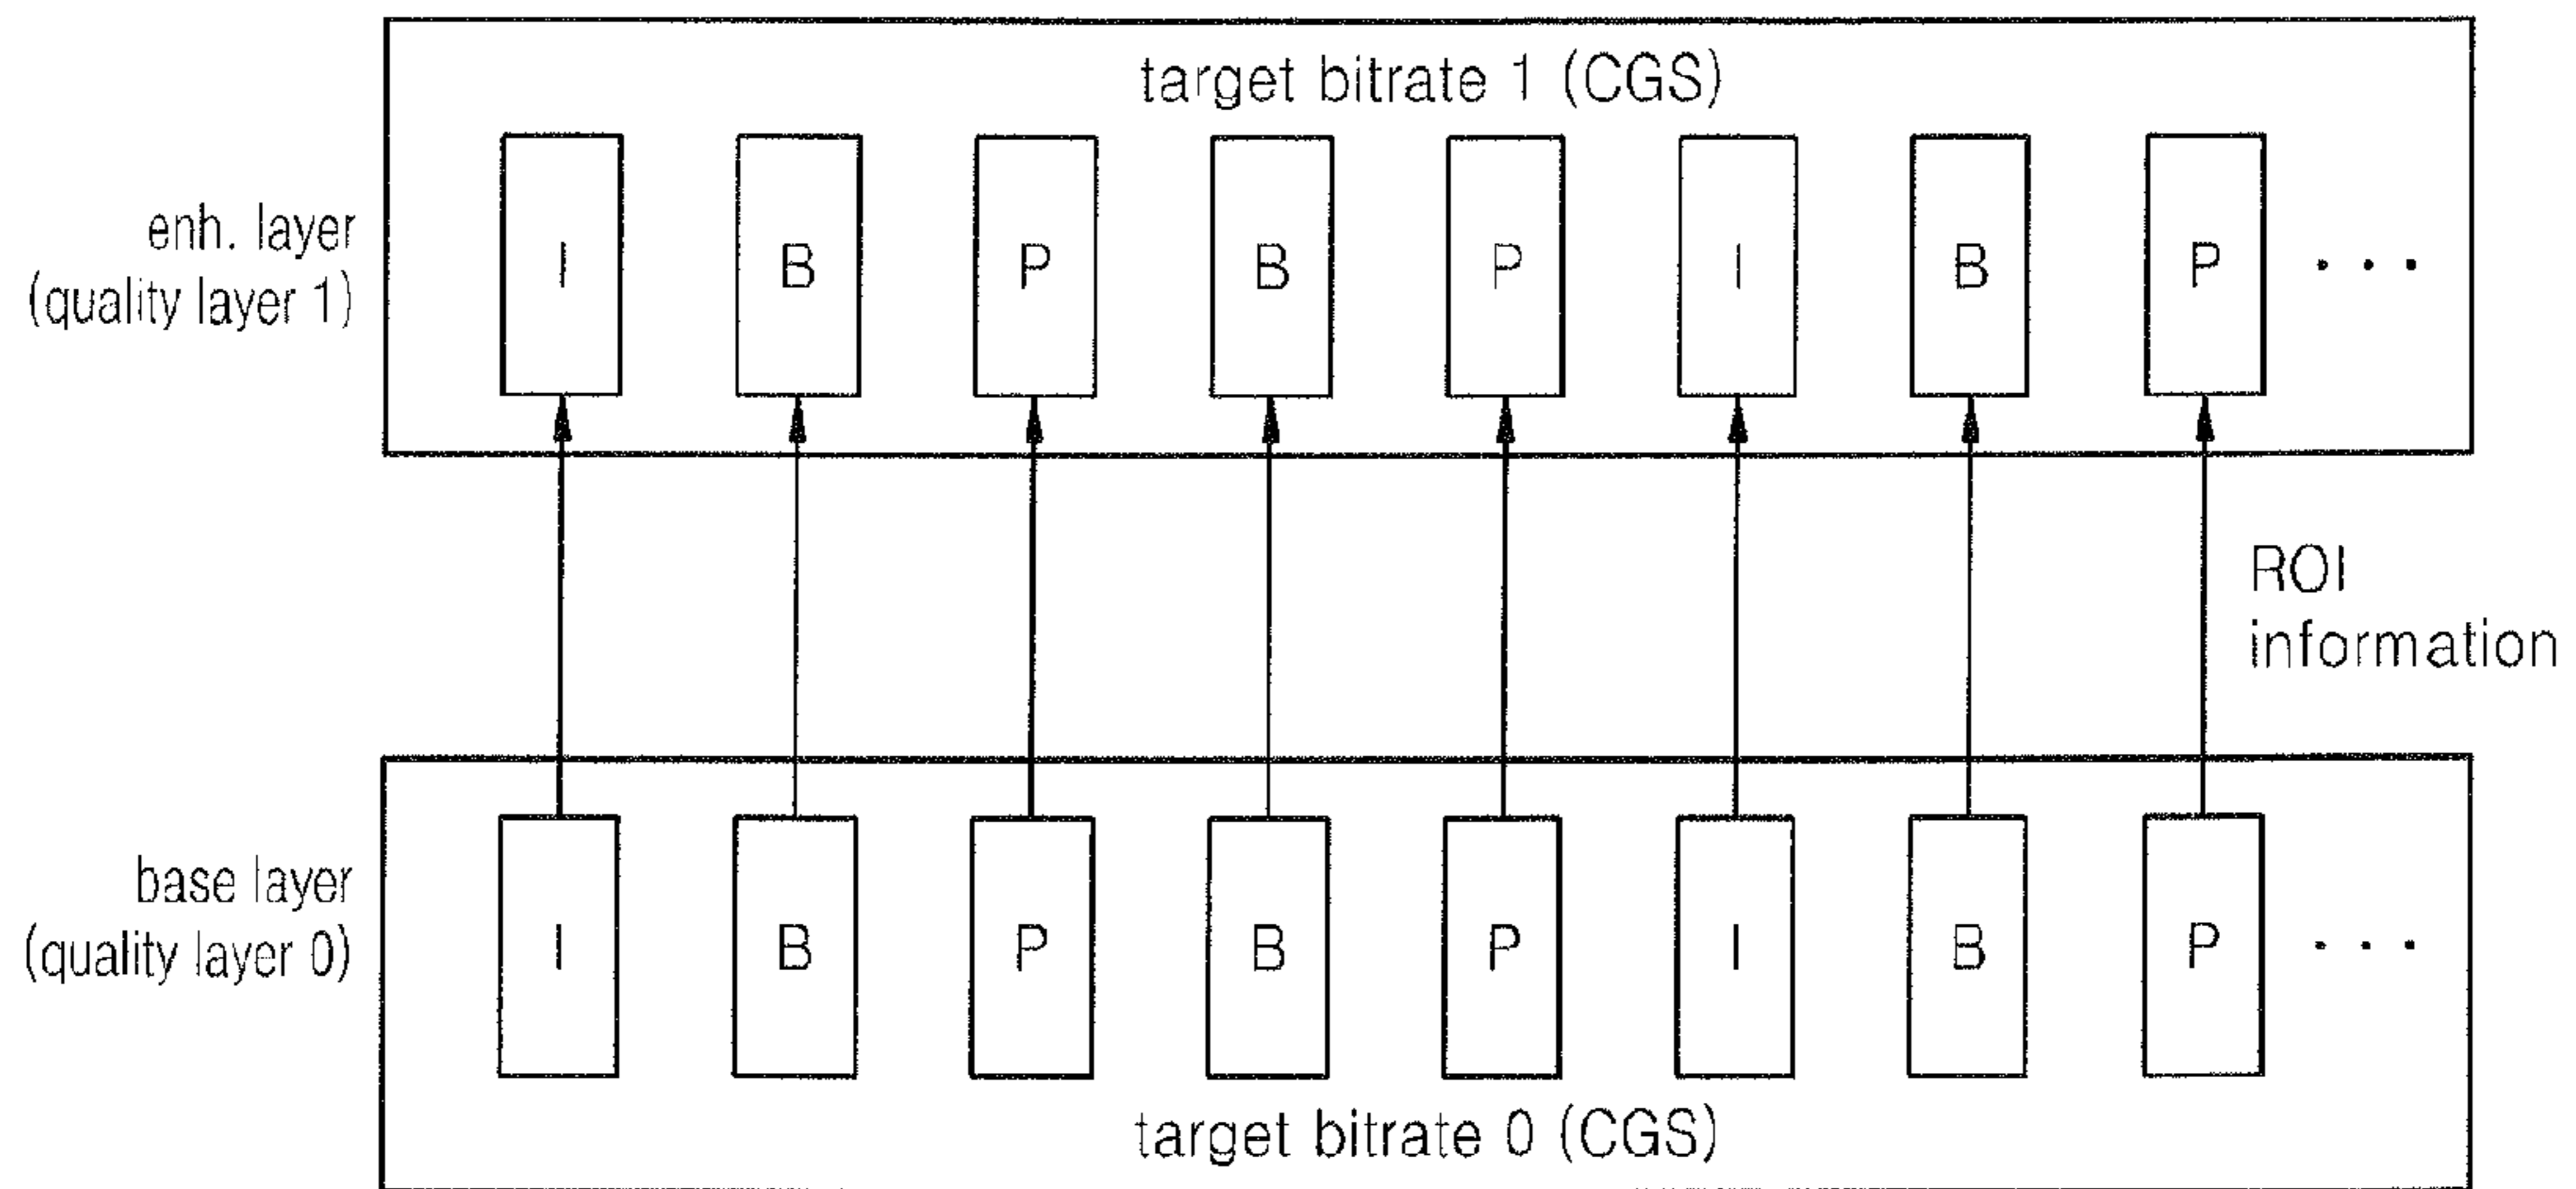 target bitrate 1 (CGS)
enh. layer
(quality layer 1)
I B P B P I B P ...
ROI
information
base layer
(quality layer 0)
I B P B P I B P ...
target bitrate 0 (CGS)